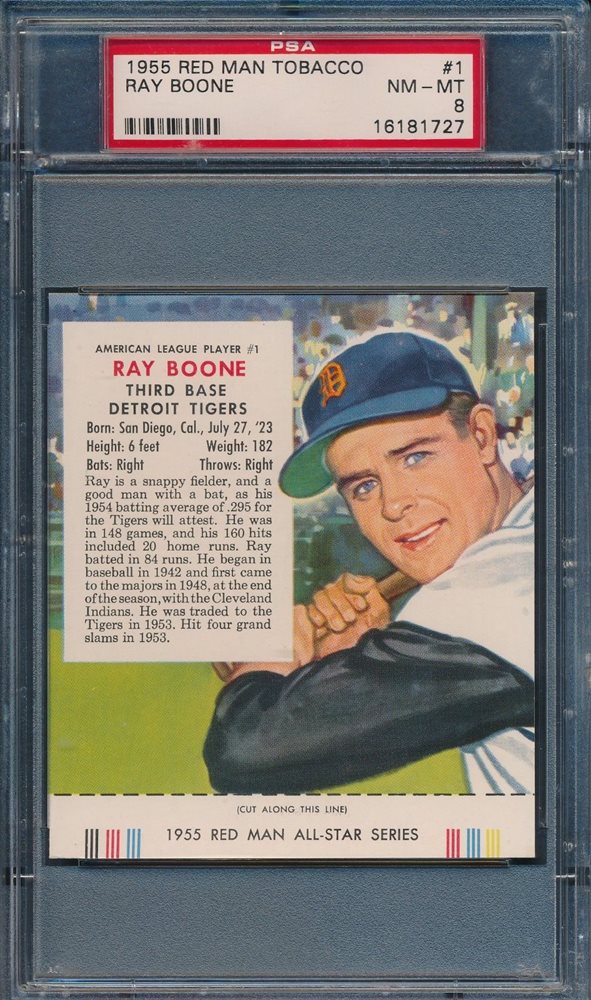 PSA
1955 RED MAN TOBACCO #1
RAY BOONE NM-MT
8
16181727
AMERICAN LEAGUE PLAYER #1
RAY BOONE
THIRD BASE
DETROIT TIGERS
Born: San Diego, Cal., July 27, '23
Height: 6 feet Weight: 182
Bats: Right Throws: Right
Ray is a snappy fielder, and a
good man with a bat, as his
1954 batting average of .295 for
the Tigers will attest. He was
in 148 games, and his 160 hits
included 20 home runs. Ray
batted in 84 runs. He began in
baseball in 1942 and first came
to the majors in 1948, at the end
of the season, with the Cleveland
Indians. He was traded to the
Tigers in 1953. Hit four grand
slams in 1953.
D
(CUT ALONG THIS LINE)
1955 RED MAN ALL-STAR SERIES